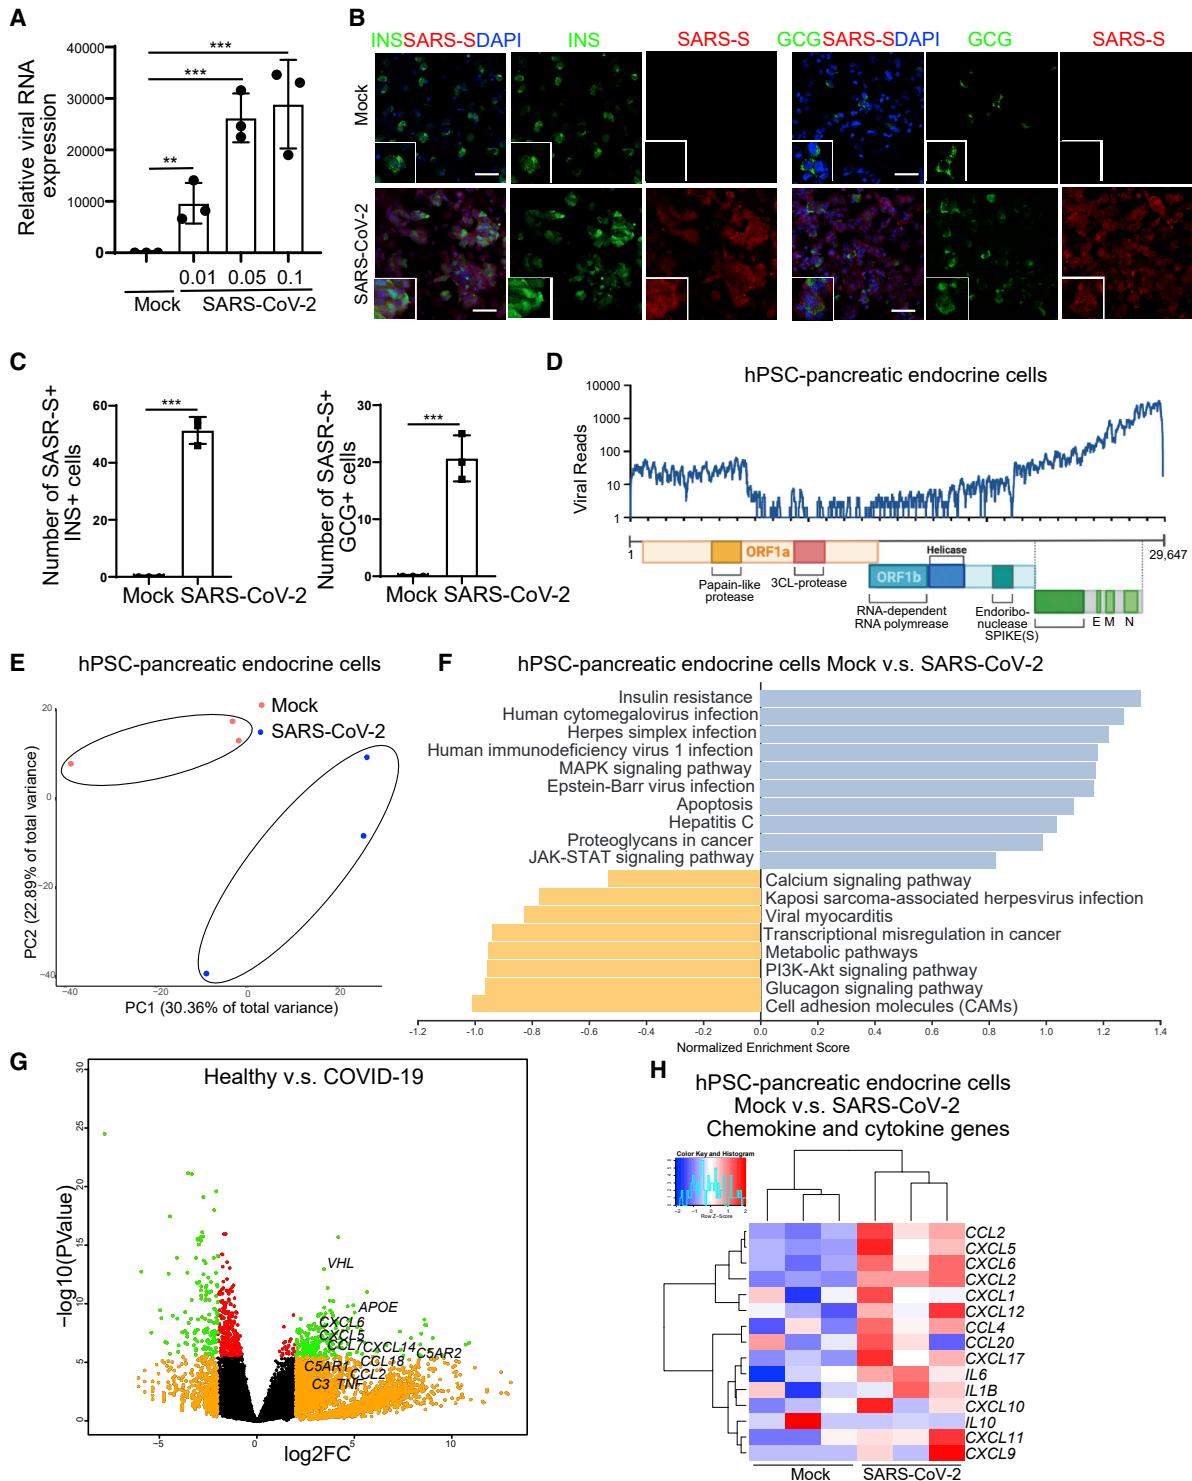 A
Relative viral RNA
expression
40000
30000
20000
10000
0
***
***
**
0.01 0.05 0.1
Mock SARS-CoV-2
B
INSSARS-SDAPI INS SARS-S GCGSARS-SDAPI GCG SARS-S
Mock
SARS-CoV-2
C
Number of SASR-S+
INS+ cells
60
40
20
0
***
Mock SARS-CoV-2
Number of SASR-S+
GCG+ cells
30
20
10
0
***
Mock SARS-CoV-2
D
hPSC-pancreatic endocrine cells
Viral Reads
10000
1000
100
10
1
1
29,647
ORF1a
Helicase
ORF1b
Papain-like
protease
3CL-protease
RNA-dependent
RNA polymrease
Endoribo-
nuclease
SPIKE(S)
E M N
E
hPSC-pancreatic endocrine cells
Mock
SARS-CoV-2
PC2 (22.89% of total variance)
20
0
−20
−40
−40 −20 0 20
PC1 (30.36% of total variance)
F
hPSC-pancreatic endocrine cells Mock v.s. SARS-CoV-2
Insulin resistance
Human cytomegalovirus infection
Herpes simplex infection
Human immunodeficiency virus 1 infection
MAPK signaling pathway
Epstein-Barr virus infection
Apoptosis
Hepatitis C
Proteoglycans in cancer
JAK-STAT signaling pathway
Calcium signaling pathway
Kaposi sarcoma-associated herpesvirus infection
Viral myocarditis
Transcriptional misregulation in cancer
Metabolic pathways
PI3K-Akt signaling pathway
Glucagon signaling pathway
Cell adhesion molecules (CAMs)
-1.2 -1.0 -0.8 -0.6 -0.4 -0.2 0.0 0.2 0.4 0.6 0.8 1.0 1.2 1.4
Normalized Enrichment Score
G
Healthy v.s. COVID-19
−log10(PValue)
30
25
20
15
10
5
0
VHL
APOE
CXCL6
CXCL5
CCL7 CXCL14
C5AR2
C5AR1 CCL18
CCL2
C3 TNF
−5 0 5 10
log2FC
H
hPSC-pancreatic endocrine cells
Mock v.s. SARS-CoV-2
Chemokine and cytokine genes
Color Key and Histogram
−2 −1 0 1 2
Row Z−Score
CCL2
CXCL5
CXCL6
CXCL2
CXCL1
CXCL12
CCL4
CCL20
CXCL17
IL6
IL1B
CXCL10
IL10
CXCL11
CXCL9
Mock SARS-CoV-2